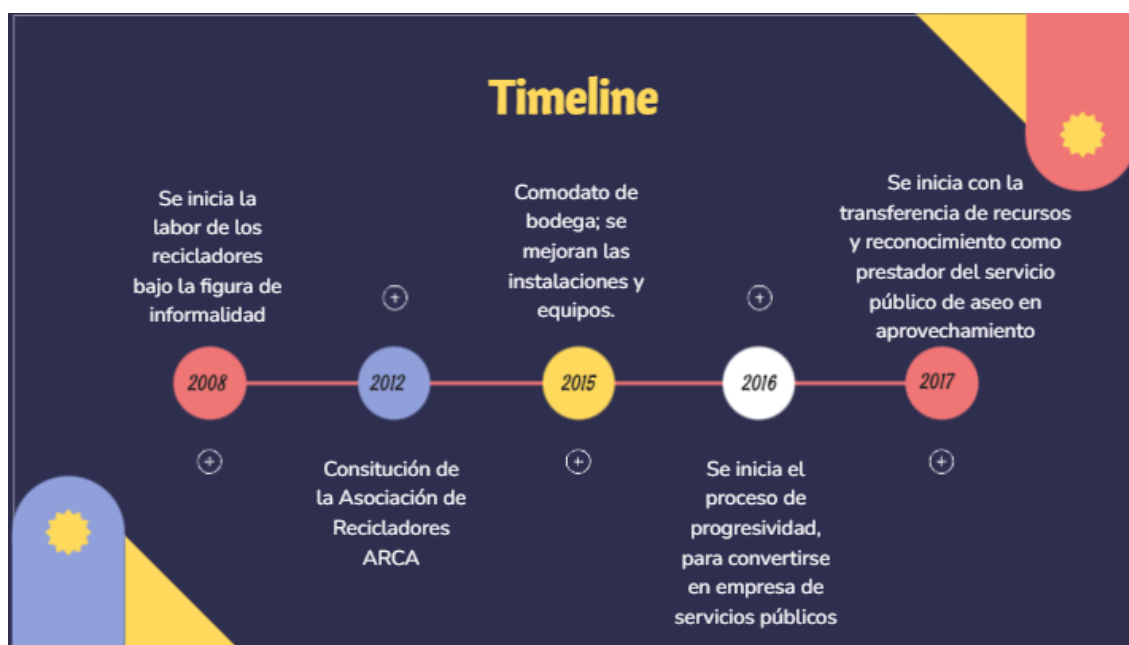 Timeline
Se inicia la
labor de los
recicladores
bajo la figura de
informalidad
2008
2012
Consitución de
la Asociación de
Recicladores
ARCA
Comodato de
bodega; se
mejoran las
instalaciones y
equipos.
2015
2016
Se inicia el
proceso de
progresividad,
para convertirse
en empresa de
servicios públicos
Se inicia con la
transferencia de recursos
y reconocimiento como
prestador del servicio
público de aseo en
aprovechamiento
2017